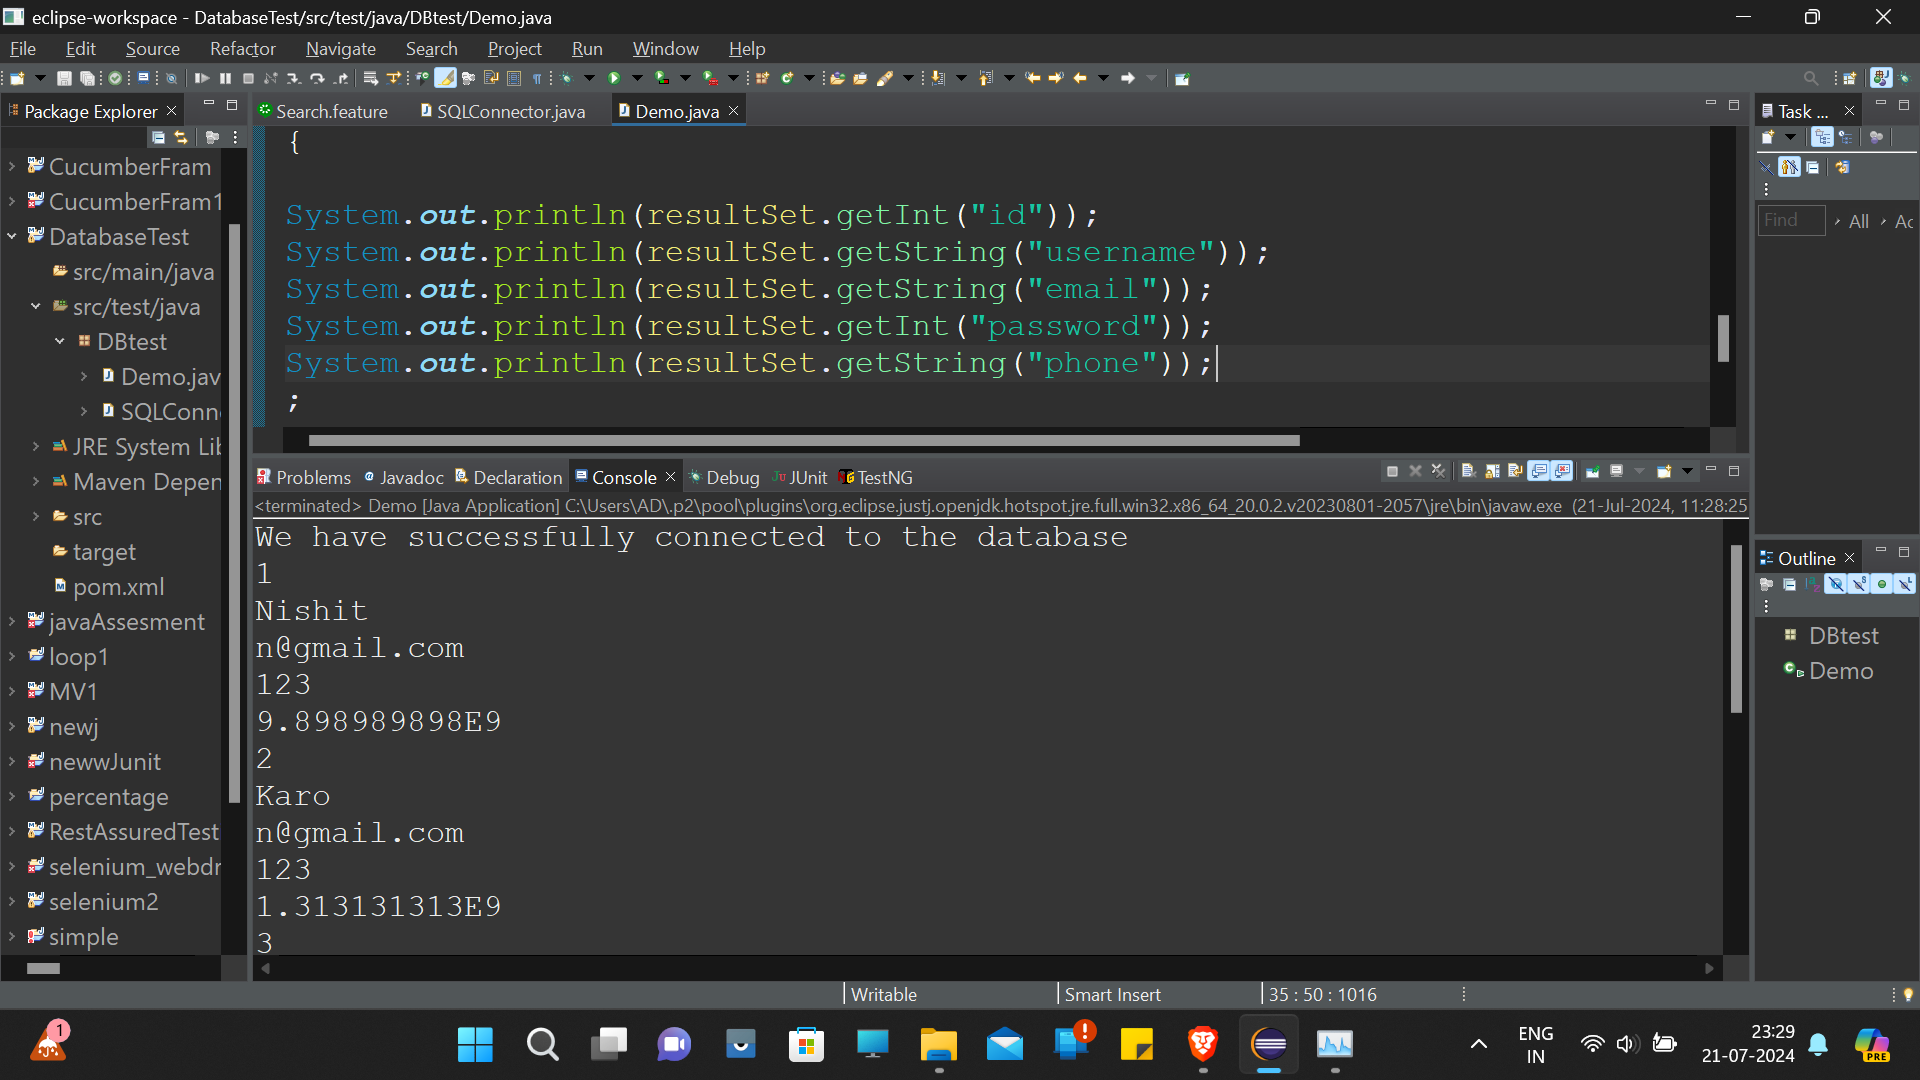 eclipse-workspace - DatabaseTest/src/test/java/DBtest/Demo.java
File Edit Source Refactor Navigate Search Project Run Window Help
Package Explorer
Search.feature SQLConnector.java Demo.java
Task ...
CucumberFram
CucumberFram1
DatabaseTest
src/main/java
src/test/java
DBtest
Demo.jav
SQLConn
JRE System Lib
Maven Depen
src
target
pom.xml
javaAssesment
loop1
MV1
newj
newwJunit
percentage
RestAssuredTest
selenium_webdr
selenium2
simple
{
System.out.println(resultSet.getInt("id"));
System.out.println(resultSet.getString("username"));
System.out.println(resultSet.getString("email"));
System.out.println(resultSet.getInt("password"));
System.out.println(resultSet.getString("phone"));
;
Problems Javadoc Declaration Console Debug JUnit TestNG
<terminated> Demo [Java Application] C:\Users\AD\.p2\pool\plugins\org.eclipse.justj.openjdk.hotspot.jre.full.win32.x86_64_20.0.2.v20230801-2057\jre\bin\javaw.exe (21-Jul-2024, 11:28:25
We have successfully connected to the database
1
Nishit
n@gmail.com
123
9.898989898E9
2
Karo
n@gmail.com
123
1.313131313E9
3
Find All Ac
Outline
DBtest
Demo
Writable Smart Insert 35 : 50 : 1016
1
ENG
IN
23:29
21-07-2024
PRE